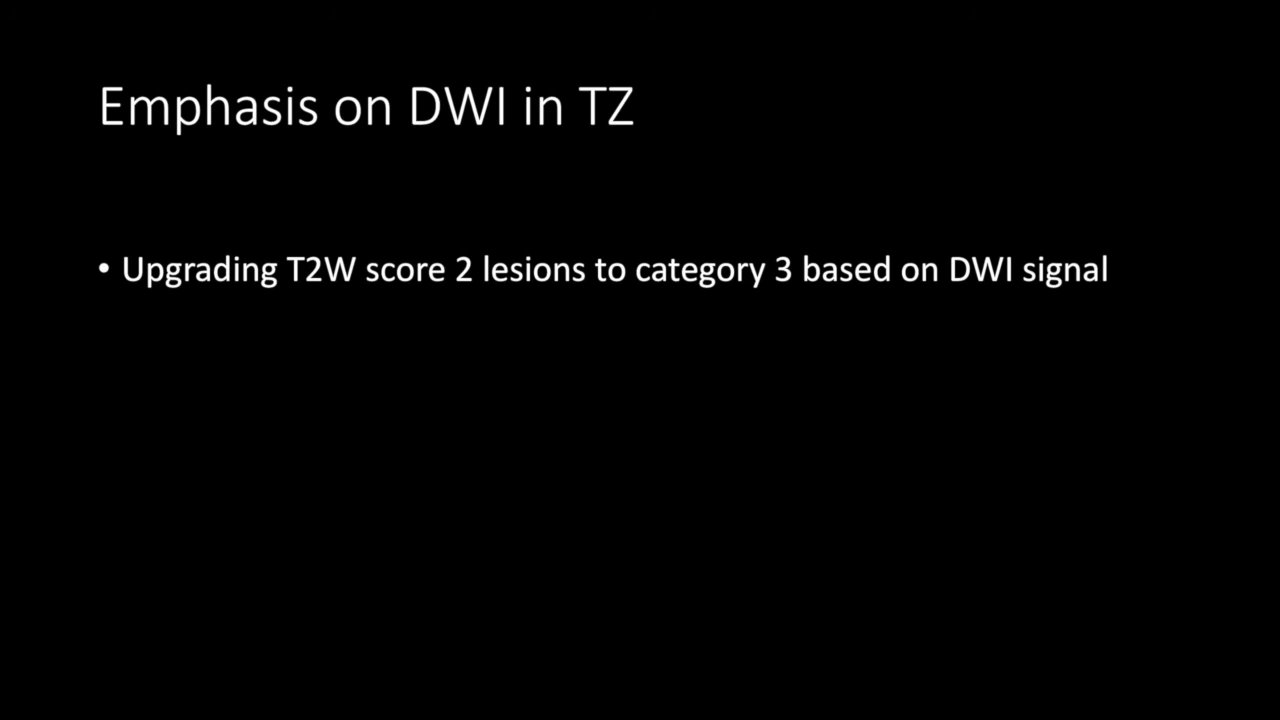 Emphasis on DWI in TZ
• Upgrading T2W score 2 lesions to category 3 based on DWI signal